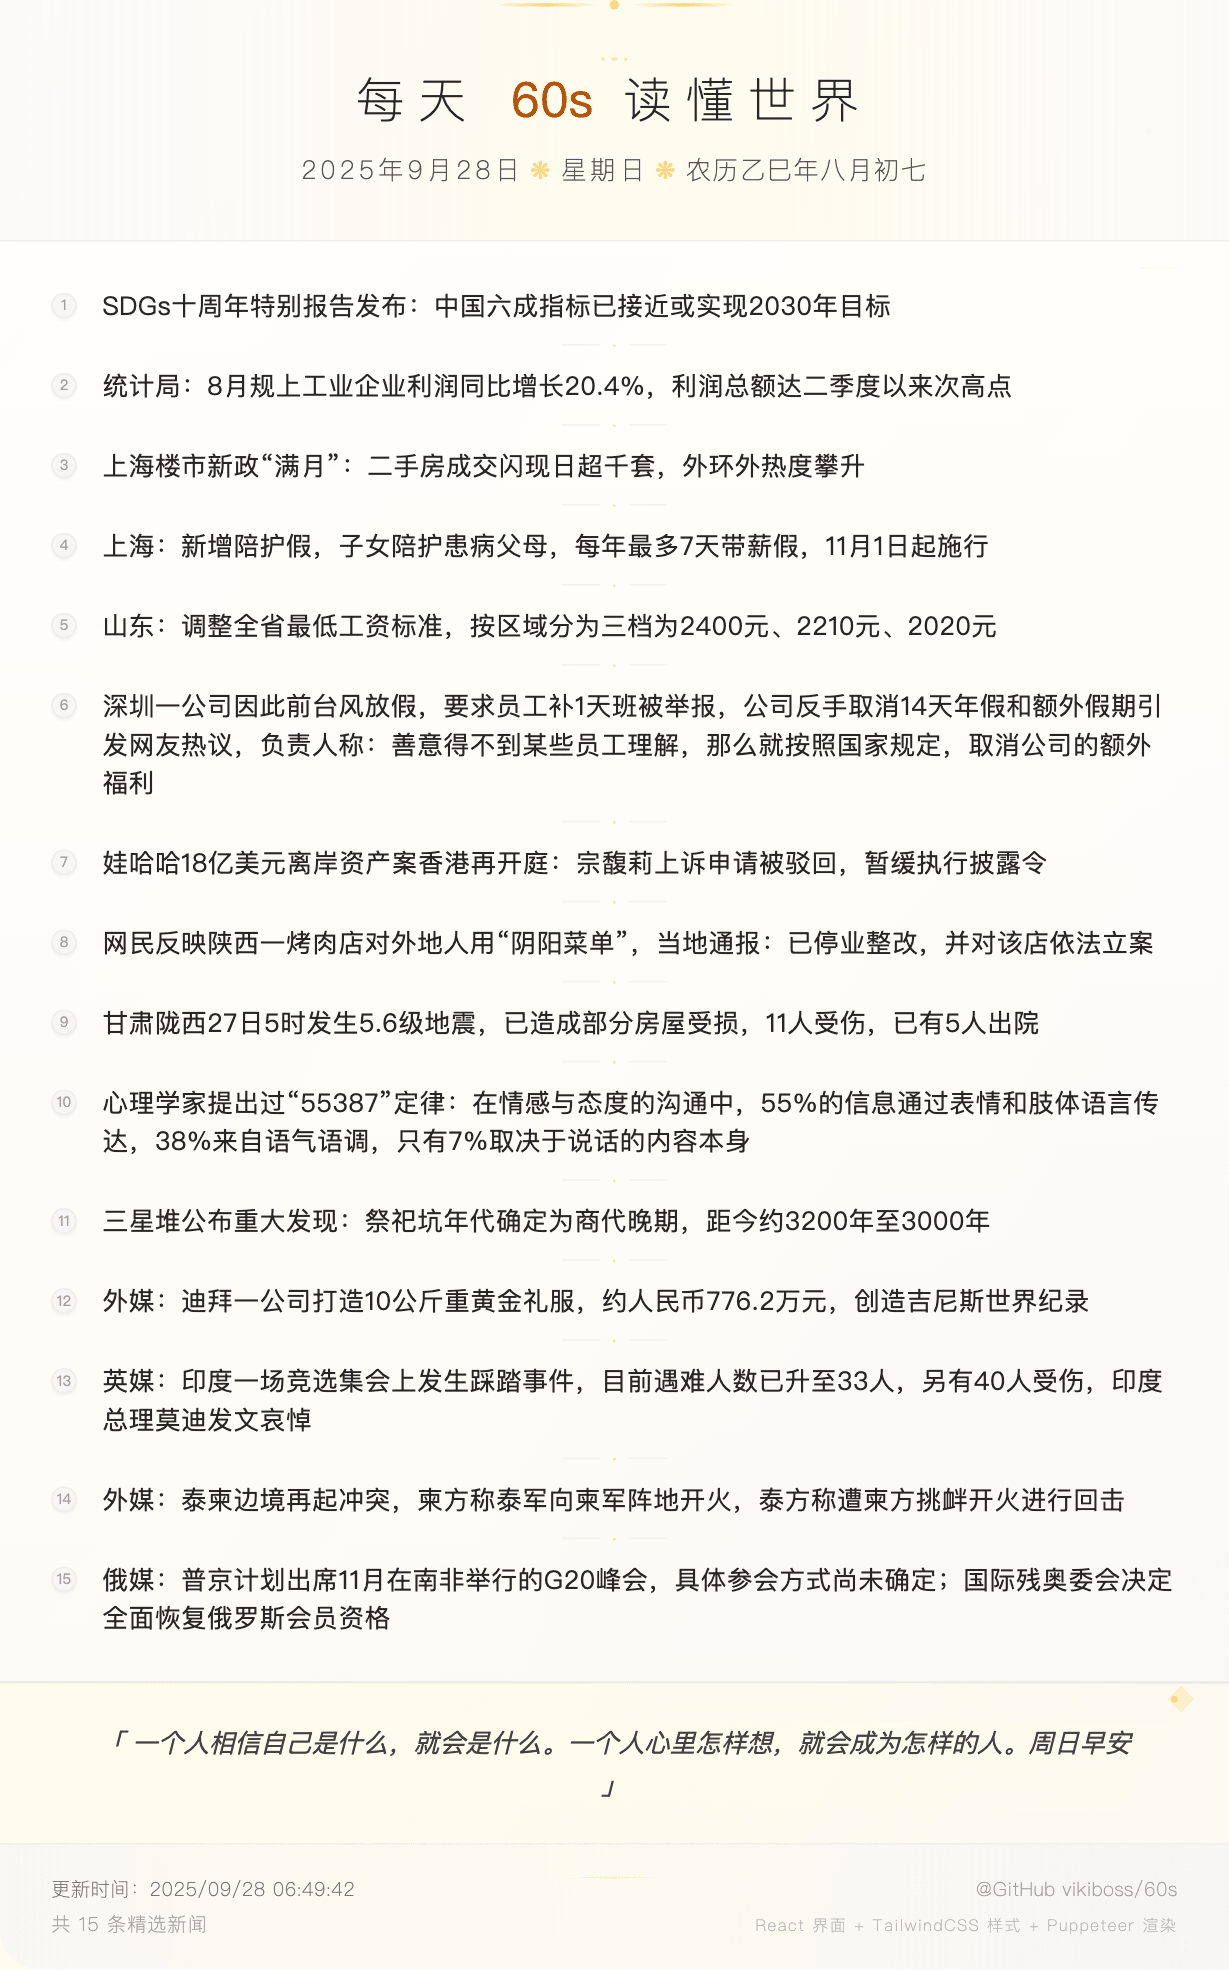 每天 60s 读懂世界
2025年9月28日 ❋ 星期日 ❋ 农历乙巳年八月初七
1 SDGs十周年特别报告发布：中国六成指标已接近或实现2030年目标
2 统计局：8月规上工业企业利润同比增长20.4%，利润总额达二季度以来次高点
3 上海楼市新政“满月”：二手房成交闪现日超千套，外环外热度攀升
4 上海：新增陪护假，子女陪护患病父母，每年最多7天带薪假，11月1日起施行
5 山东：调整全省最低工资标准，按区域分为三档为2400元、2210元、2020元
6 深圳一公司因此前台风放假，要求员工补1天班被举报，公司反手取消14天年假和额外假期引
发网友热议，负责人称：善意得不到某些员工理解，那么就按照国家规定，取消公司的额外
福利
7 娃哈哈18亿美元离岸资产案香港再开庭：宗馥莉上诉申请被驳回，暂缓执行披露令
8 网民反映陕西一烤肉店对外地人用“阴阳菜单”，当地通报：已停业整改，并对该店依法立案
9 甘肃陇西27日5时发生5.6级地震，已造成部分房屋受损，11人受伤，已有5人出院
10 心理学家提出过“55387”定律：在情感与态度的沟通中，55%的信息通过表情和肢体语言传
达，38%来自语气语调，只有7%取决于说话的内容本身
11 三星堆公布重大发现：祭祀坑年代确定为商代晚期，距今约3200年至3000年
12 外媒：迪拜一公司打造10公斤重黄金礼服，约人民币776.2万元，创造吉尼斯世界纪录
13 英媒：印度一场竞选集会上发生踩踏事件，目前遇难人数已升至33人，另有40人受伤，印度
总理莫迪发文哀悼
14 外媒：泰柬边境再起冲突，柬方称泰军向柬军阵地开火，泰方称遭柬方挑衅开火进行回击
15 俄媒：普京计划出席11月在南非举行的G20峰会，具体参会方式尚未确定；国际残奥委会决定
全面恢复俄罗斯会员资格
「 一个人相信自己是什么，就会是什么。一个人心里怎样想，就会成为怎样的人。周日早安
」
更新时间：2025/09/28 06:49:42
@GitHub vikiboss/60s
共 15 条精选新闻
React 界面 + TailwindCSS 样式 + Puppeteer 渲染